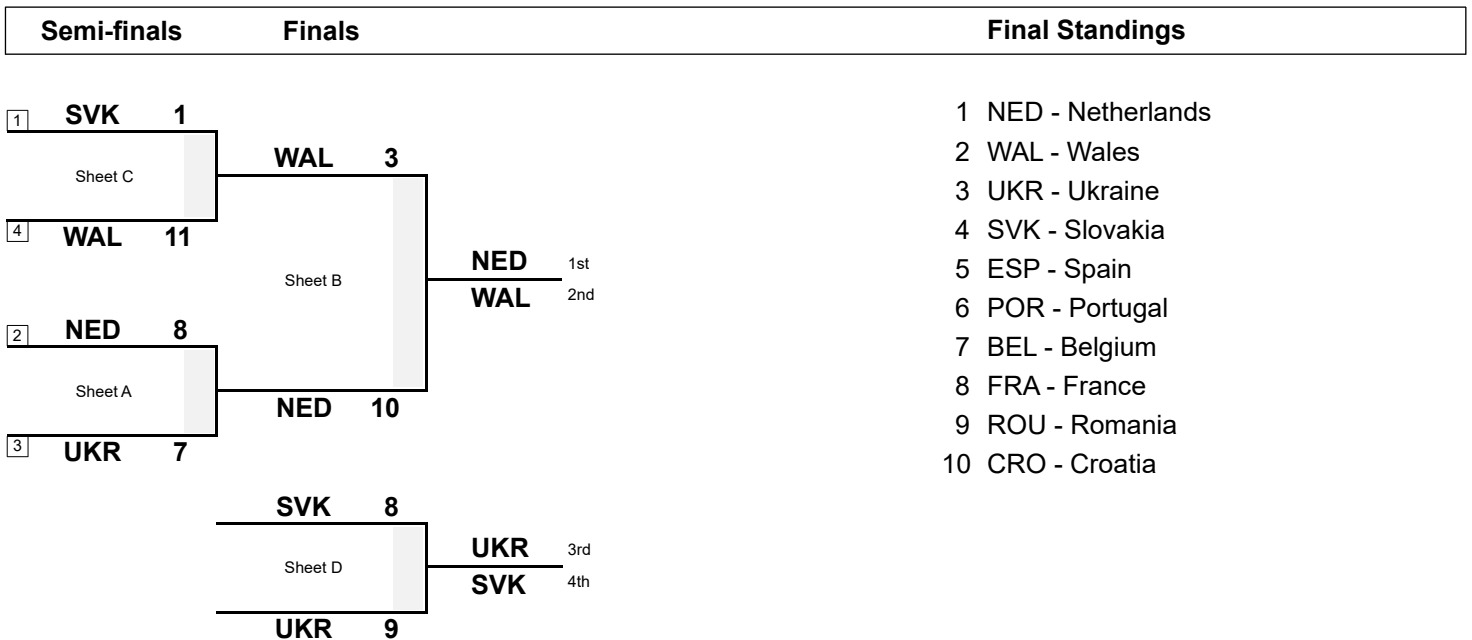 Semi-finals Finals Final Standings
1 SVK 1
Sheet C
4 WAL 11
WAL 3
Sheet B
2 NED 8
Sheet A
3 UKR 7
NED 10
NED 1st
WAL 2nd
SVK 8
Sheet D
UKR 9
UKR 3rd
SVK 4th
1 NED - Netherlands
2 WAL - Wales
3 UKR - Ukraine
4 SVK - Slovakia
5 ESP - Spain
6 POR - Portugal
7 BEL - Belgium
8 FRA - France
9 ROU - Romania
10 CRO - Croatia